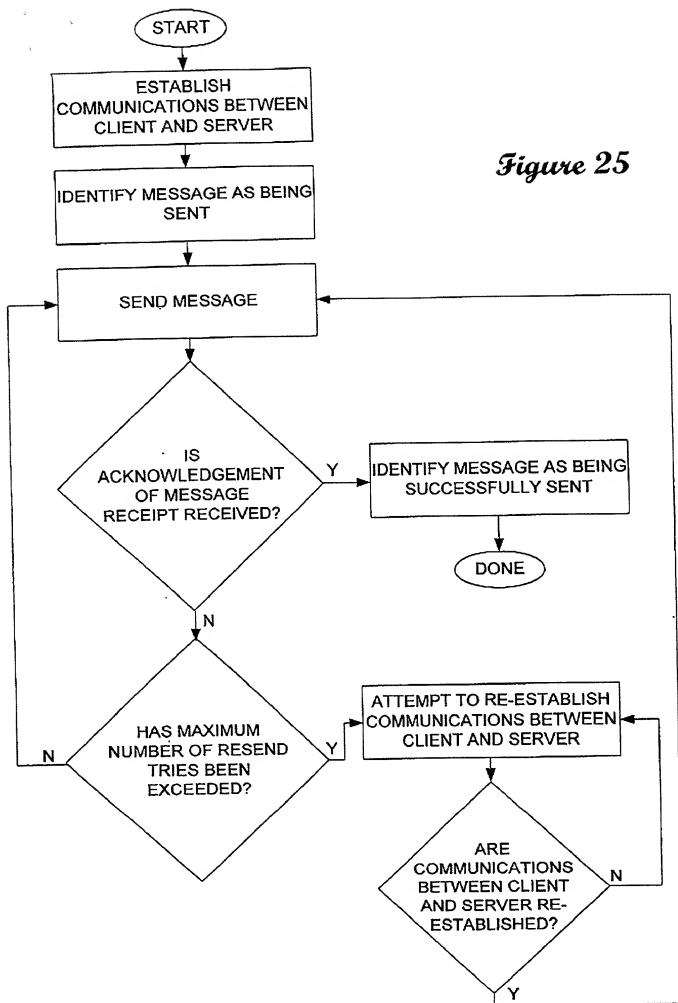 START
ESTABLISH
COMMUNICATIONS BETWEEN
CLIENT AND SERVER
Figure 25
IDENTIFY MESSAGE AS BEING
SENT
SEND MESSAGE
IS
ACKNOWLEDGEMENT
OF MESSAGE
RECEIPT RECEIVED?
Y
IDENTIFY MESSAGE AS BEING
SUCCESSFULLY SENT
DONE
N
HAS MAXIMUM
NUMBER OF RESEND
TRIES BEEN
EXCEEDED?
N
Y
ATTEMPT TO RE-ESTABLISH
COMMUNICATIONS BETWEEN
CLIENT AND SERVER
ARE
COMMUNICATIONS
BETWEEN CLIENT
AND SERVER RE-
ESTABLISHED?
N
Y